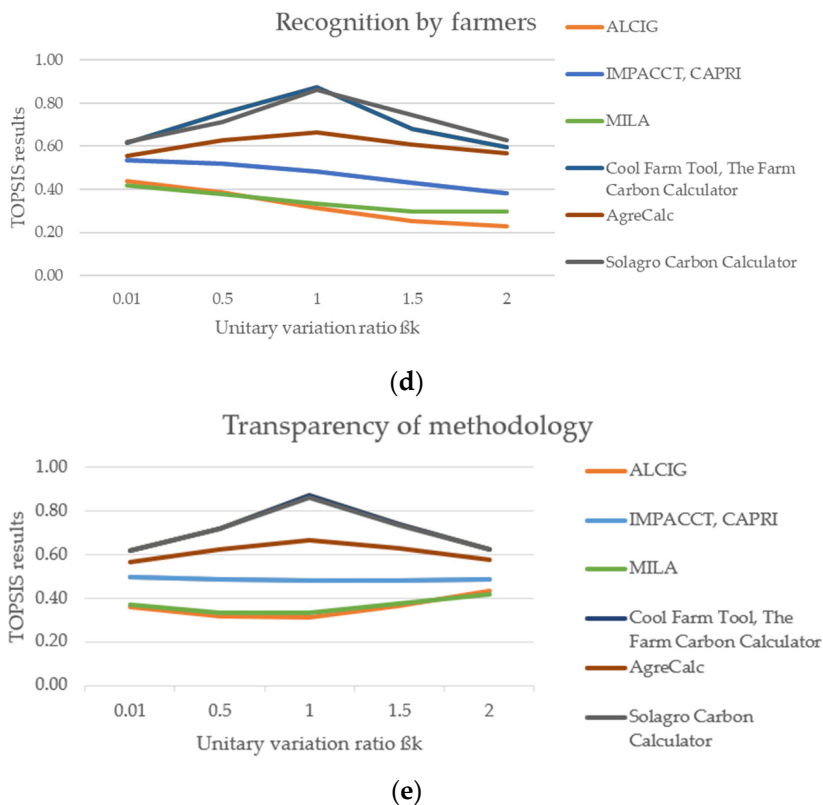 Recognition by farmers
TOPSIS results
1.00
0.80
0.60
0.40
0.20
0.00
0.01 0.5 1 1.5 2
Unitary variation ratio ßk
ALCIG
IMPACCT, CAPRI
MILA
Cool Farm Tool, The Farm
Carbon Calculator
AgreCalc
Solagro Carbon Calculator
(d)
Transparency of methodology
TOPSIS results
1.00
0.80
0.60
0.40
0.20
0.00
0.01 0.5 1 1.5 2
Unitary variation ratio ßk
ALCIG
IMPACCT, CAPRI
MILA
Cool Farm Tool, The
Farm Carbon Calculator
AgreCalc
Solagro Carbon
Calculator
(e)